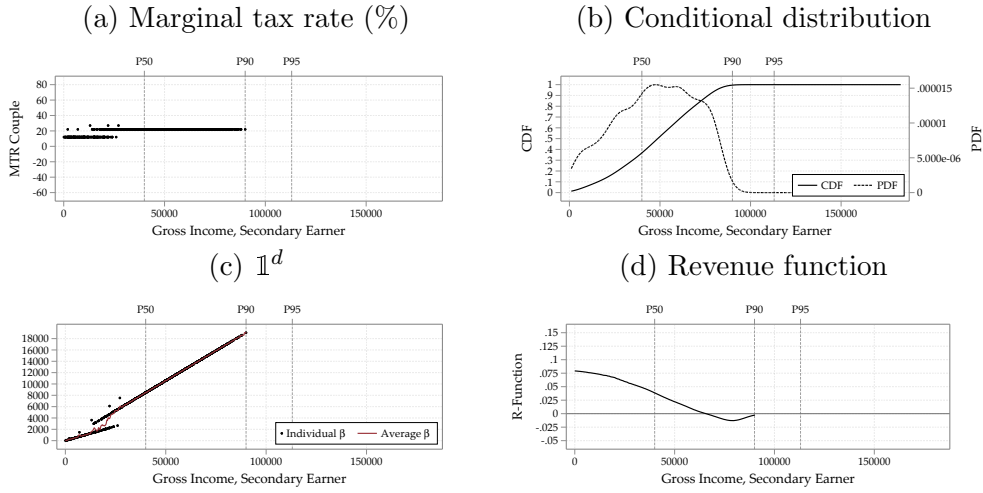 (a) Marginal tax rate (%)
P50 P90 P95
MTR Couple
80
60
40
20
0
-20
-40
-60
0 50000 100000 150000
Gross Income, Secondary Earner
(b) Conditional distribution
P50 P90 P95
CDF
1
.9
.8
.7
.6
.5
.4
.3
.2
.1
0
.000015
.00001
5.000e-06
0
PDF
CDF PDF
0 50000 100000 150000
Gross Income, Secondary Earner
(c) 𝟙^d
P50 P90 P95
18000
16000
14000
12000
10000
8000
6000
4000
2000
0
Individual β Average β
0 50000 100000 150000
Gross Income, Secondary Earner
(d) Revenue function
P50 P90 P95
R-Function
.15
.125
.1
.075
.05
.025
0
-.025
-.05
0 50000 100000 150000
Gross Income, Secondary Earner